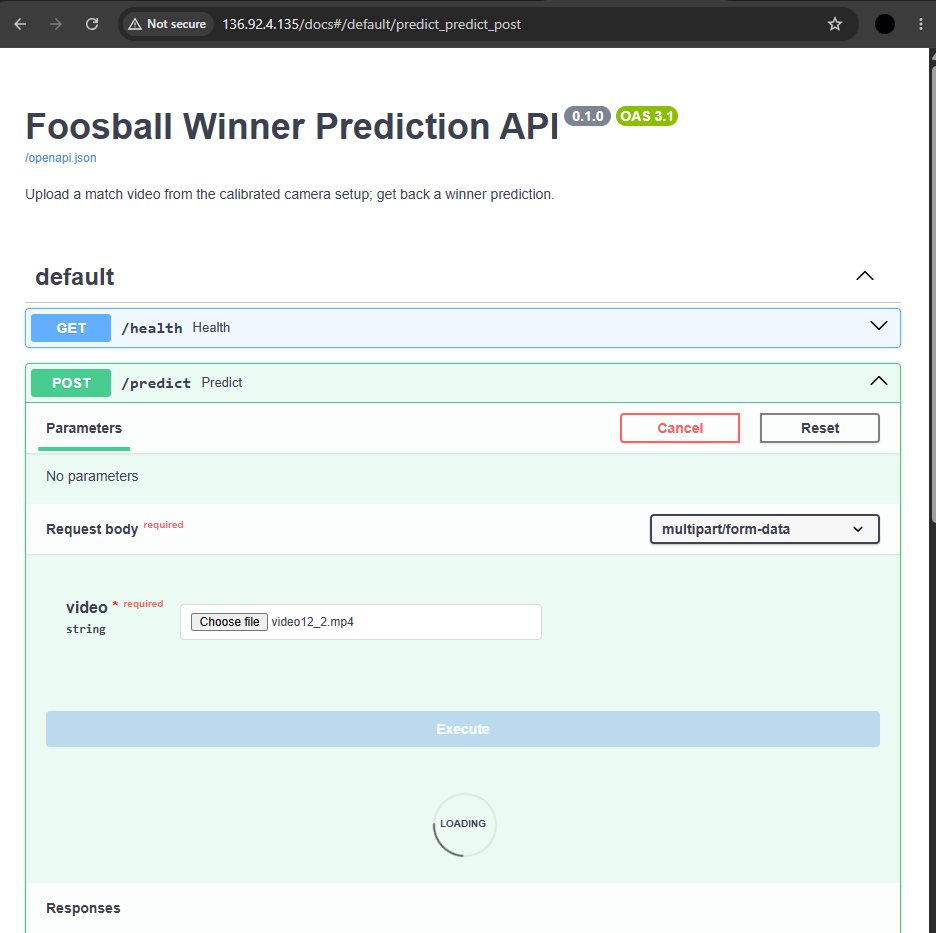 Not secure 136.92.4.135/docs#/default/predict_predict_post
Foosball Winner Prediction API 0.1.0 OAS 3.1
/openapi.json
Upload a match video from the calibrated camera setup; get back a winner prediction.
default
GET /health Health
POST /predict Predict
Parameters Cancel Reset
No parameters
Request body required multipart/form-data
video * required
string Choose file video12_2.mp4
Execute
LOADING
Responses